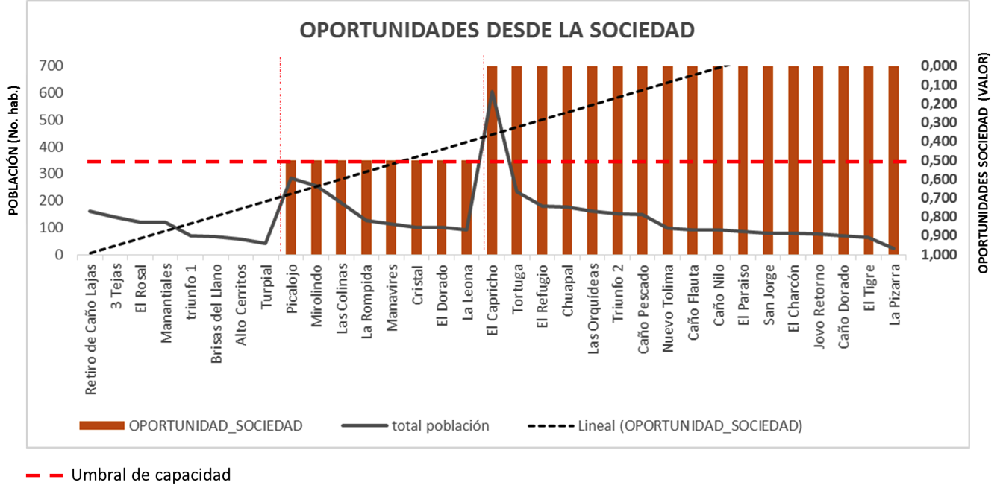 OPORTUNIDADES DESDE LA SOCIEDAD
POBLACIÓN (No. hab.)
700
600
500
400
300
200
100
0
0,000
0,100
0,200
0,300
0,400
0,500
0,600
0,700
0,800
0,900
1,000
OPORTUNIDADES SOCIEDAD (VALOR)
Retiro de Caño Lajas
3 Tejas
El Rosal
Manantiales
triunfo 1
Brisas del Llano
Alto Cerritos
Turpial
Picalojo
Mirolindo
Las Colinas
La Rompida
Manavires
Cristal
El Dorado
La Leona
El Capricho
Tortuga
El Refugio
Chuapal
Las Orquídeas
Triunfo 2
Caño Pescado
Nuevo Tolima
Caño Flauta
Caño Nilo
El Paraiso
San Jorge
El Charcón
Jovo Retorno
Caño Dorado
El Tigre
La Pizarra
OPORTUNIDAD_SOCIEDAD
total población
Lineal (OPORTUNIDAD_SOCIEDAD)
Umbral de capacidad